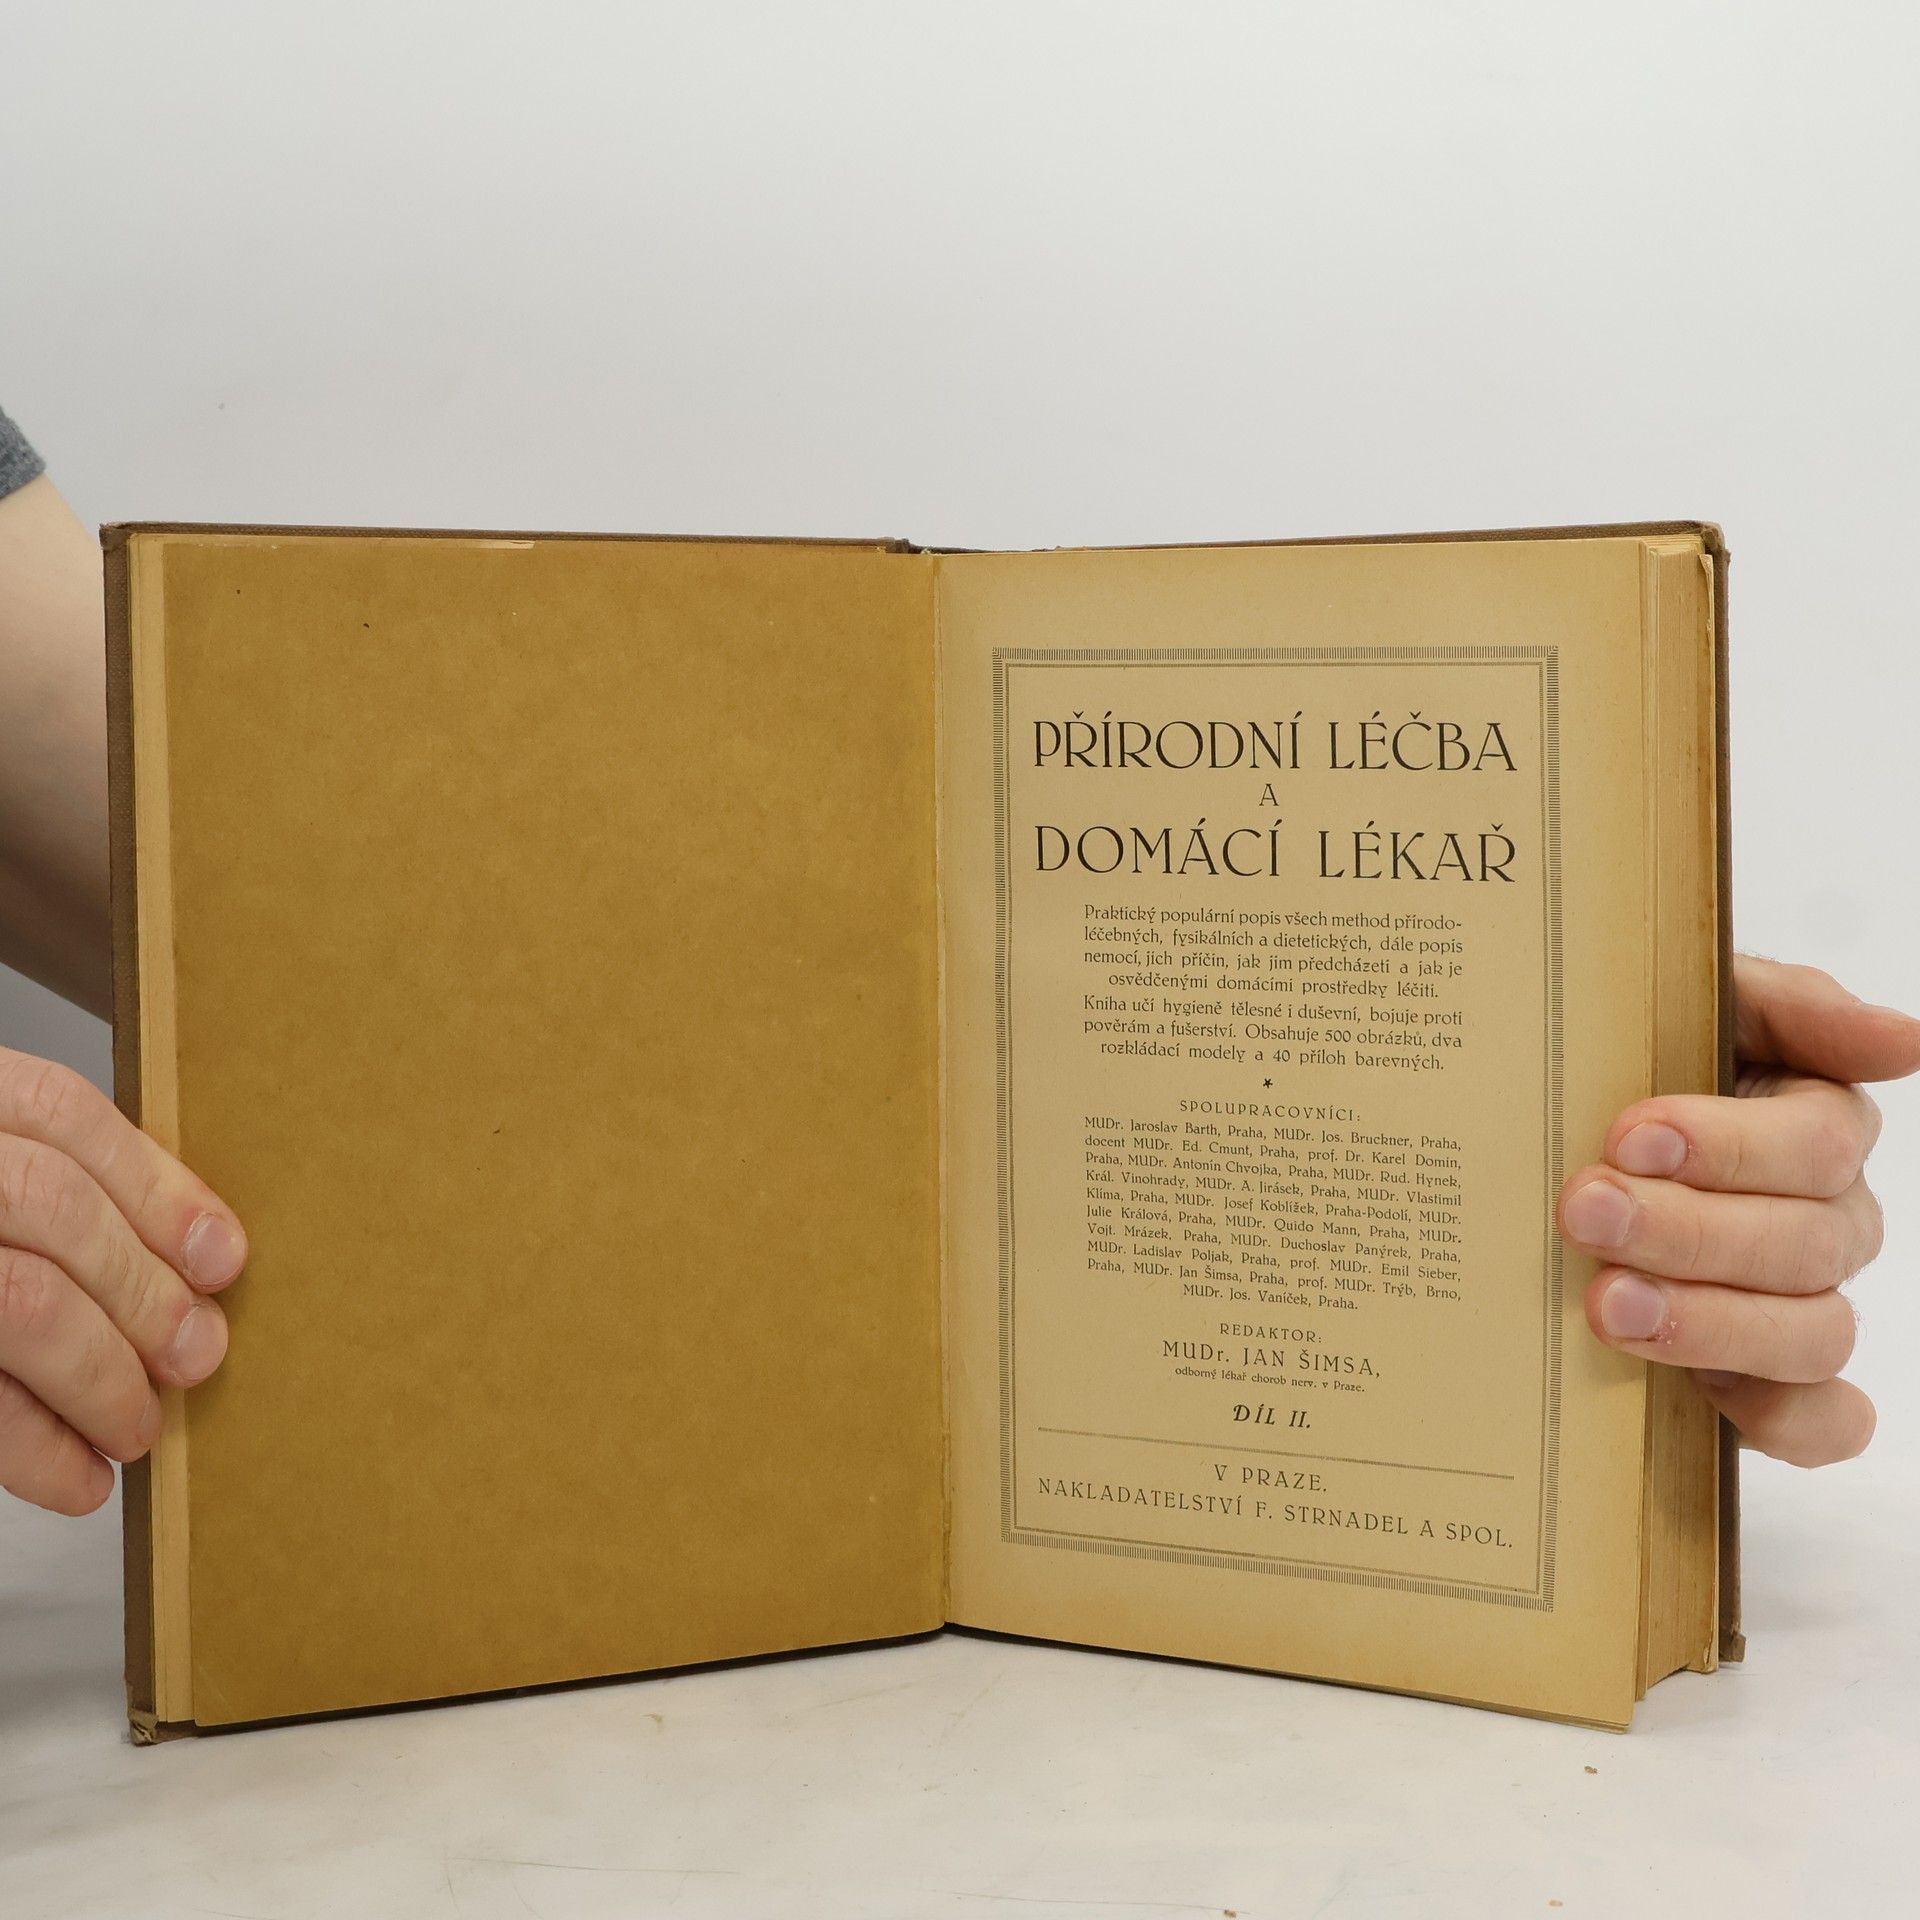 PŘÍRODNÍ LÉČBA
A
DOMÁCÍ LÉKAŘ
Praktický populární popis všech method přírodo-
léčebných, fysikálních a dietetických, dále popis
nemocí, jich příčin, jak jim předcházeti a jak je
osvědčenými domácími prostředky léčiti.
Kniha učí hygieně tělesné i duševní, bojuje proti
pověrám a fušerství. Obsahuje 500 obrázků, dva
rozkládací modely a 40 příloh barevných.
*
SPOLUPRACOVNÍCI:
MUDr. Jaroslav Barth, Praha, MUDr. Jos. Bruckner, Praha,
docent MUDr. Ed. Cmunt, Praha, prof. Dr. Karel Domin,
Praha, MUDr. Antonín Chvojka, Praha, MUDr. Rud. Hynek,
Král. Vinohrady, MUDr. A. Jirásek, Praha, MUDr. Vlastimil
Klíma, Praha, MUDr. Josef Koblížek, Praha-Podolí, MUDr.
Julie Králová, Praha, MUDr. Quido Mann, Praha, MUDr.
Vojt. Mrázek, Praha, MUDr. Duchoslav Panýrek, Praha,
MUDr. Ladislav Poljak, Praha, prof. MUDr. Emil Sieber,
Praha, MUDr. Jan Šimsa, Praha, prof. MUDr. Trýb, Brno,
MUDr. Jos. Vaníček, Praha.
REDAKTOR:
MUDr. JAN ŠIMSA,
odborný lékař chorob nerv. v Praze.
DÍL II.
V PRAZE.
NAKLADATELSTVÍ F. STRNADEL A SPOL.